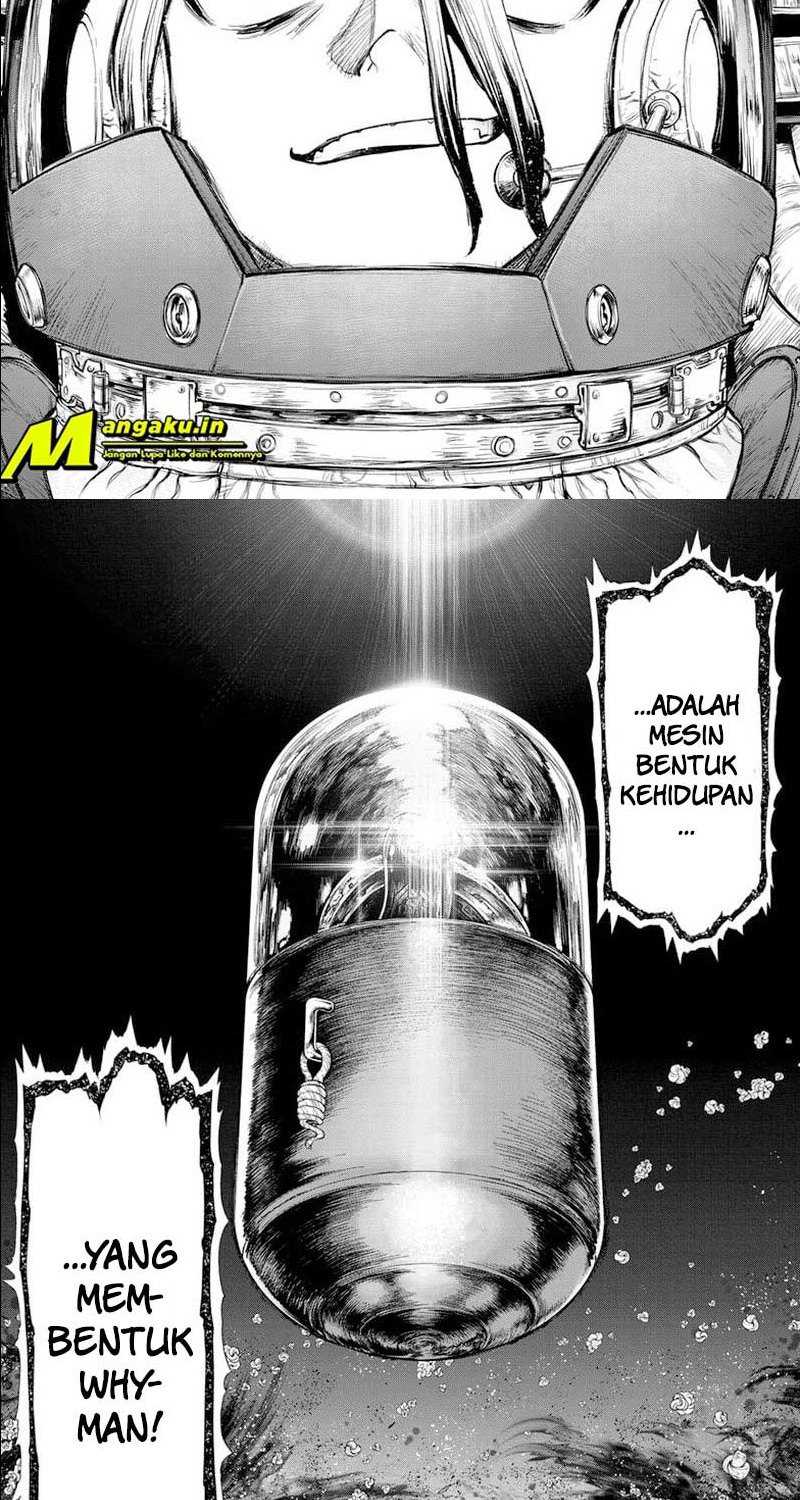 Mangaku.in
Jangan Lupa Like dan Komennya
...ADALAH
MESIN
BENTUK
KEHIDUPAN
...
...YANG
MEM-
BENTUK
WHY-
MAN!